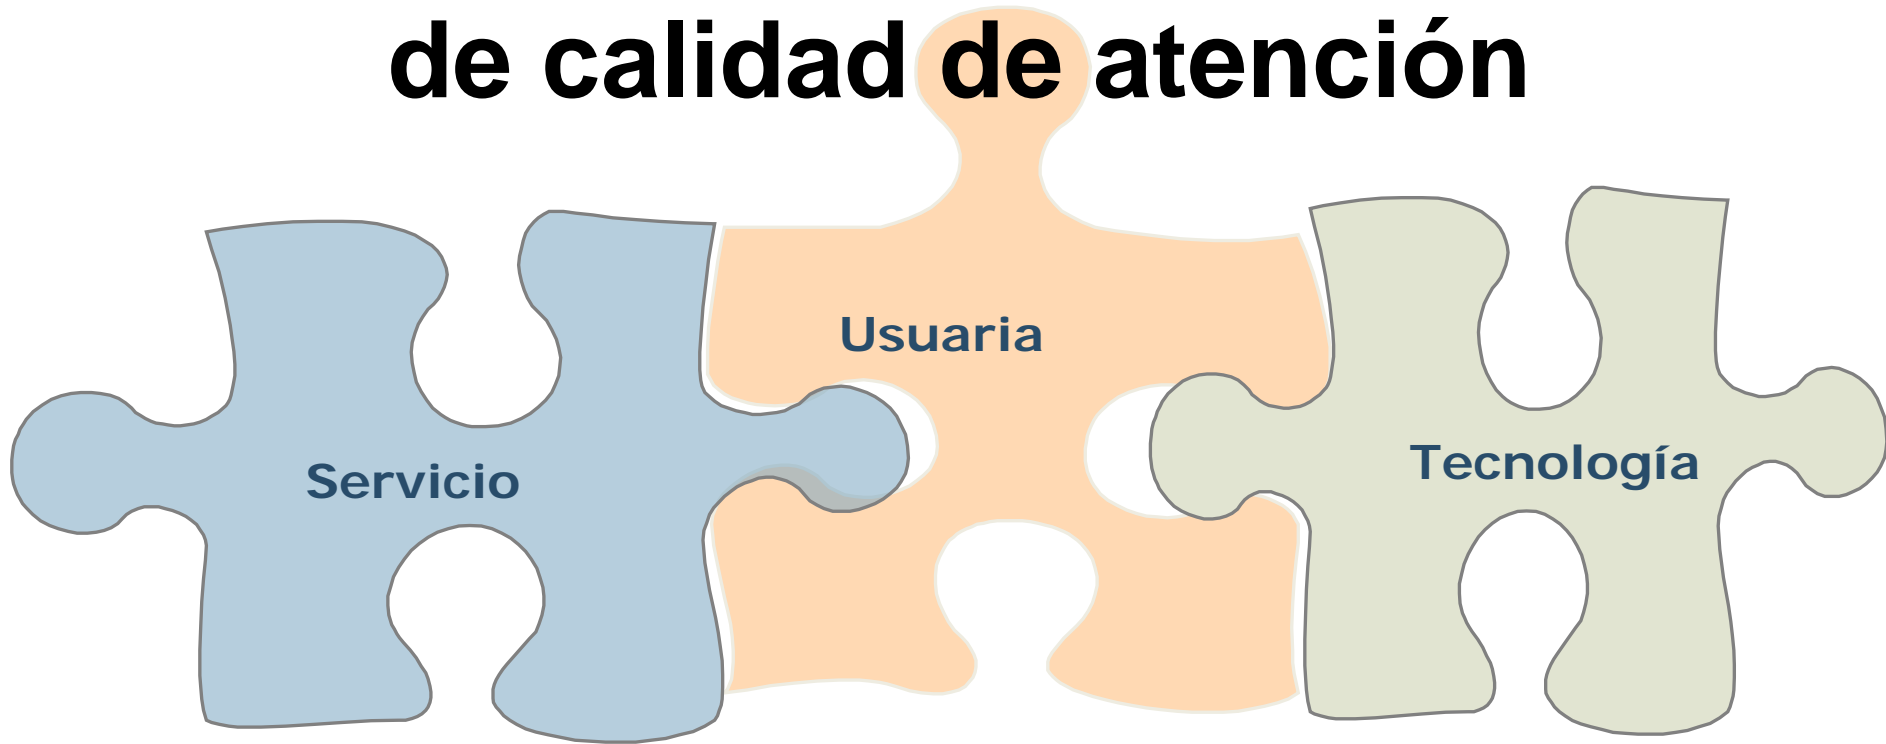 de calidad de atención
Usuaria
Servicio
Tecnología